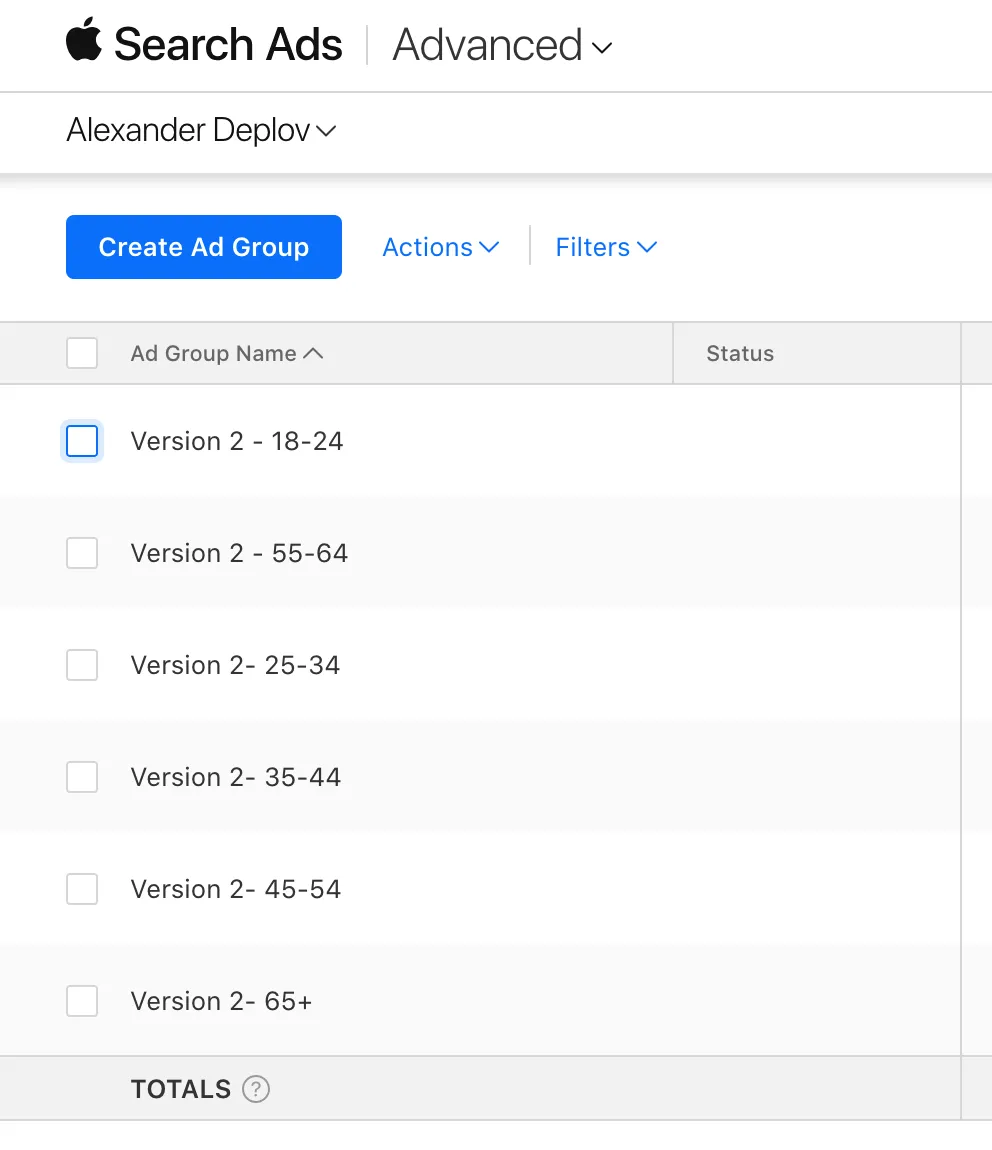 Search Ads Advanced
Alexander Deplov
Create Ad Group Actions Filters
Ad Group Name Status
Version 2 - 18-24
Version 2 - 55-64
Version 2- 25-34
Version 2- 35-44
Version 2- 45-54
Version 2- 65+
TOTALS ?